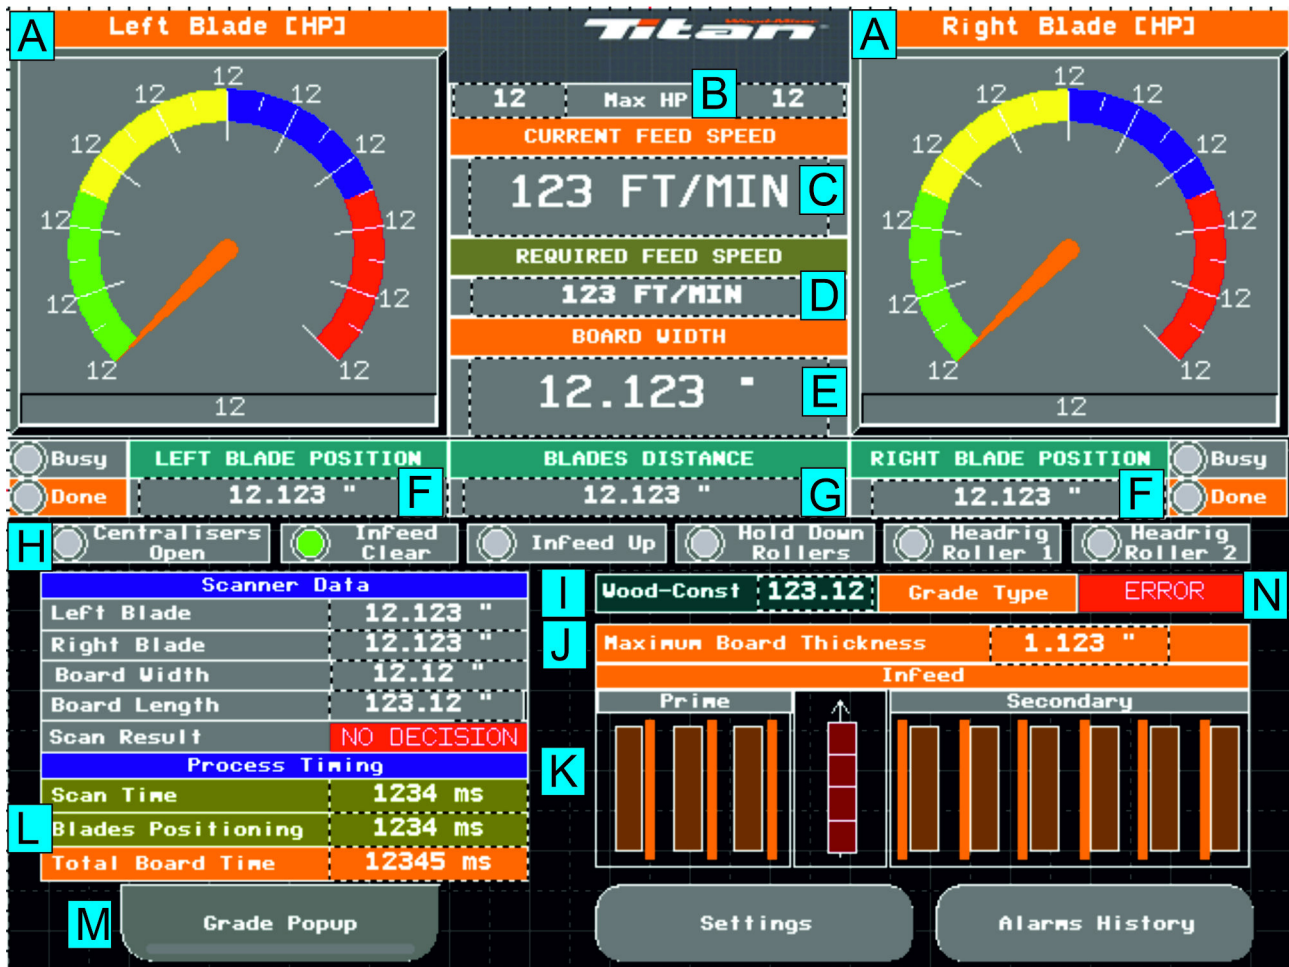 A Left Blade [HP]
Titan
Wood-Mizer
A Right Blade [HP]
12 Max HP B 12
CURRENT FEED SPEED
123 FT/MIN C
REQUIRED FEED SPEED
123 FT/MIN D
BOARD WIDTH
12.123 " E
12 12 12 12 12 12 12 12 12 12 12
12
12 12 12 12 12 12 12 12 12 12 12
12
Busy LEFT BLADE POSITION BLADES DISTANCE RIGHT BLADE POSITION Busy
Done 12.123 " F 12.123 " G 12.123 " F Done
H Centralisers Open
Infeed Clear
Infeed Up
Hold Down Rollers
Headrig Roller 1
Headrig Roller 2
Scanner Data
Left Blade 12.123 "
Right Blade 12.123 "
Board Width 12.12 "
Board Length 123.12 "
Scan Result NO DECISION
Process Timing
Scan Time 1234 ms
L Blades Positioning 1234 ms
Total Board Time 12345 ms
M Grade Popup
I Wood-Const 123.12 Grade Type ERROR N
J Maximum Board Thickness 1.123 "
Infeed
Prime Secondary
K
Settings
Alarms History